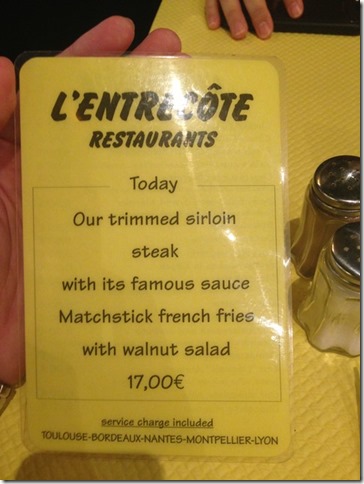 L'ENTRECÔTE
RESTAURANTS
Today
Our trimmed sirloin
steak
with its famous sauce
Matchstick french fries
with walnut salad
17,00€
service charge included
TOULOUSE-BORDEAUX-NANTES-MONTPELLIER-LYON